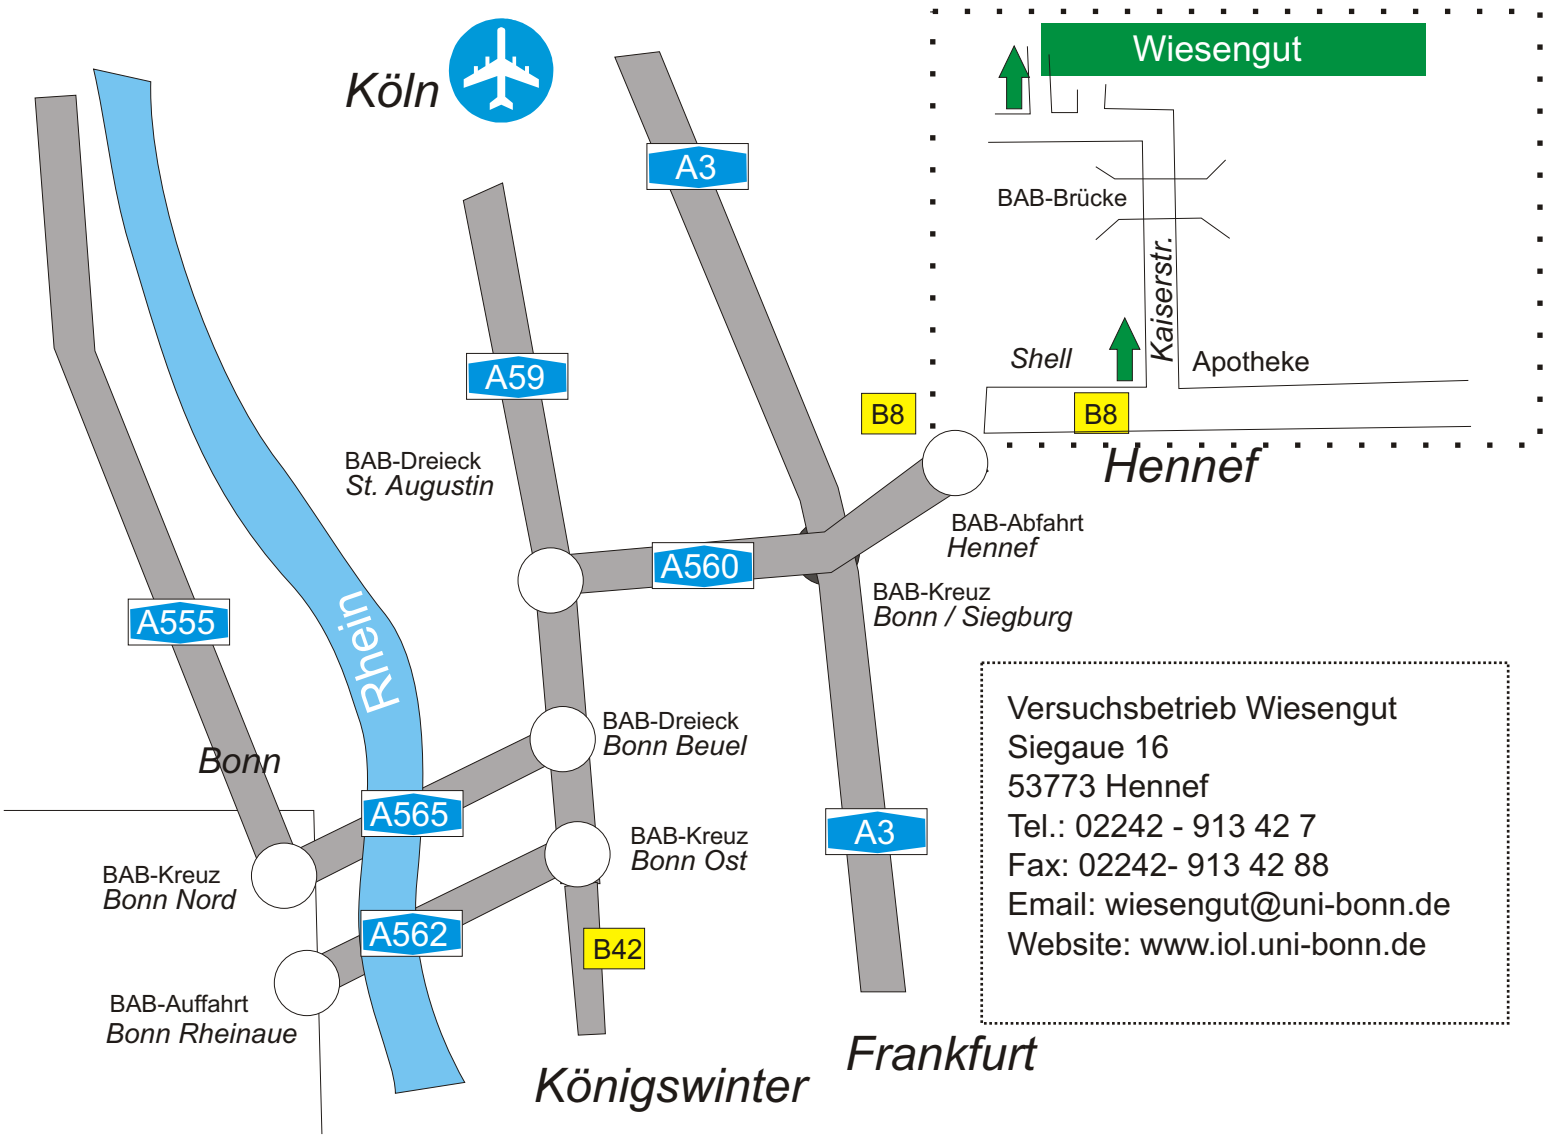 Wiesengut
Köln
A3
BAB-Brücke
Kaiserstr.
A59
Shell
Apotheke
B8
B8
BAB-Dreieck
St. Augustin
Hennef
BAB-Abfahrt
Hennef
A560
BAB-Kreuz
Bonn / Siegburg
A555
Rhein
Versuchsbetrieb Wiesengut
Siegaue 16
53773 Hennef
Tel.: 02242 - 913 42 7
Fax: 02242- 913 42 88
Email: wiesengut@uni-bonn.de
Website: www.iol.uni-bonn.de
BAB-Dreieck
Bonn Beuel
Bonn
A565
A3
BAB-Kreuz
Bonn Ost
BAB-Kreuz
Bonn Nord
A562
B42
BAB-Auffahrt
Bonn Rheinaue
Frankfurt
Königswinter